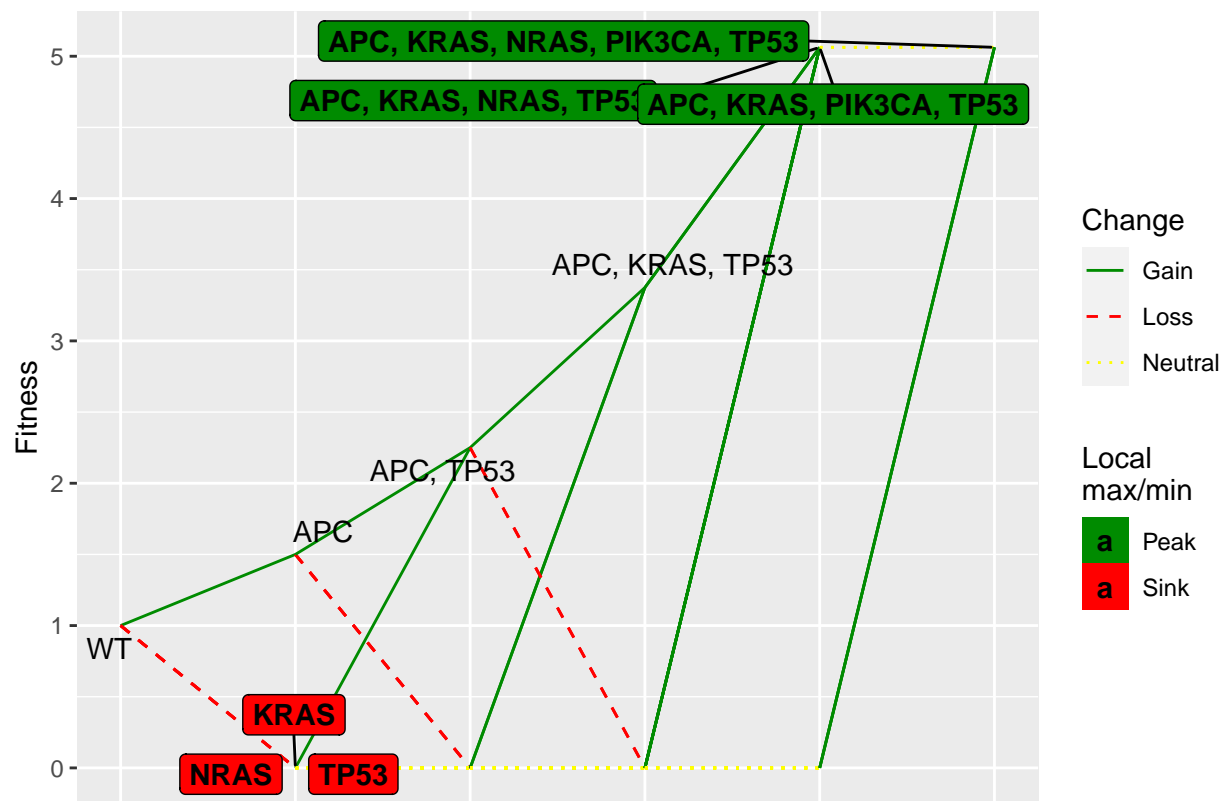 APC, KRAS, NRAS, PIK3CA, TP53
APC, KRAS, NRAS, TP53
APC, KRAS, PIK3CA, TP53
APC, KRAS, TP53
APC, TP53
APC
WT
KRAS
NRAS
TP53
5
4
3
2
1
0
Fitness
Change
Gain
Loss
Neutral
Local
max/min
a Peak
a Sink